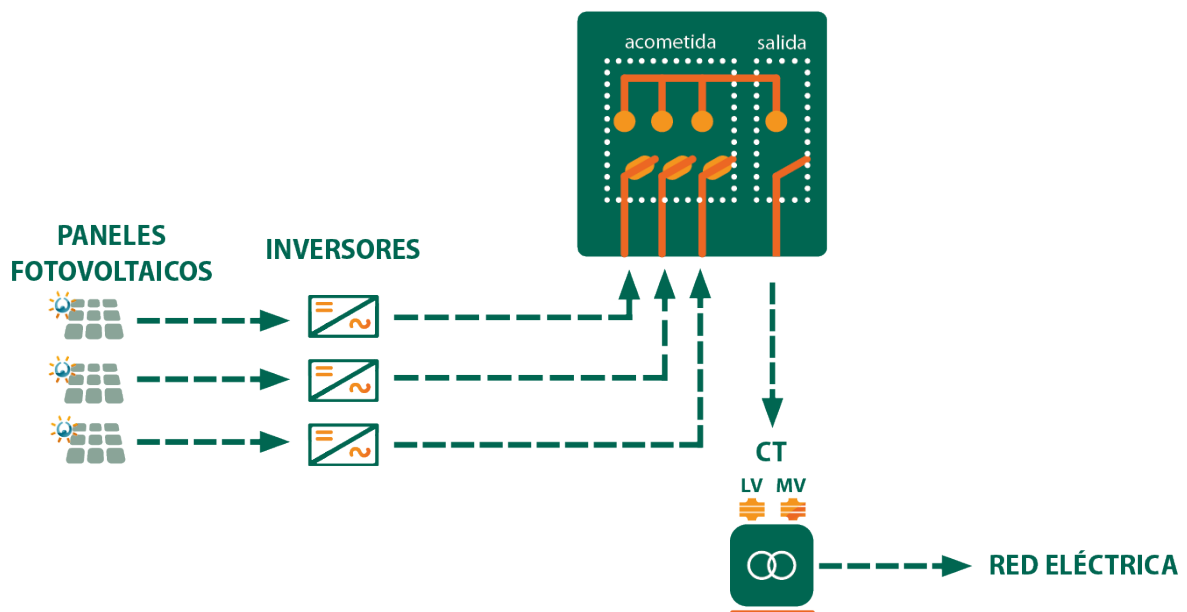 acometida
salida
PANELES
FOTOVOLTAICOS
INVERSORES
CT
LV MV
RED ELÉCTRICA